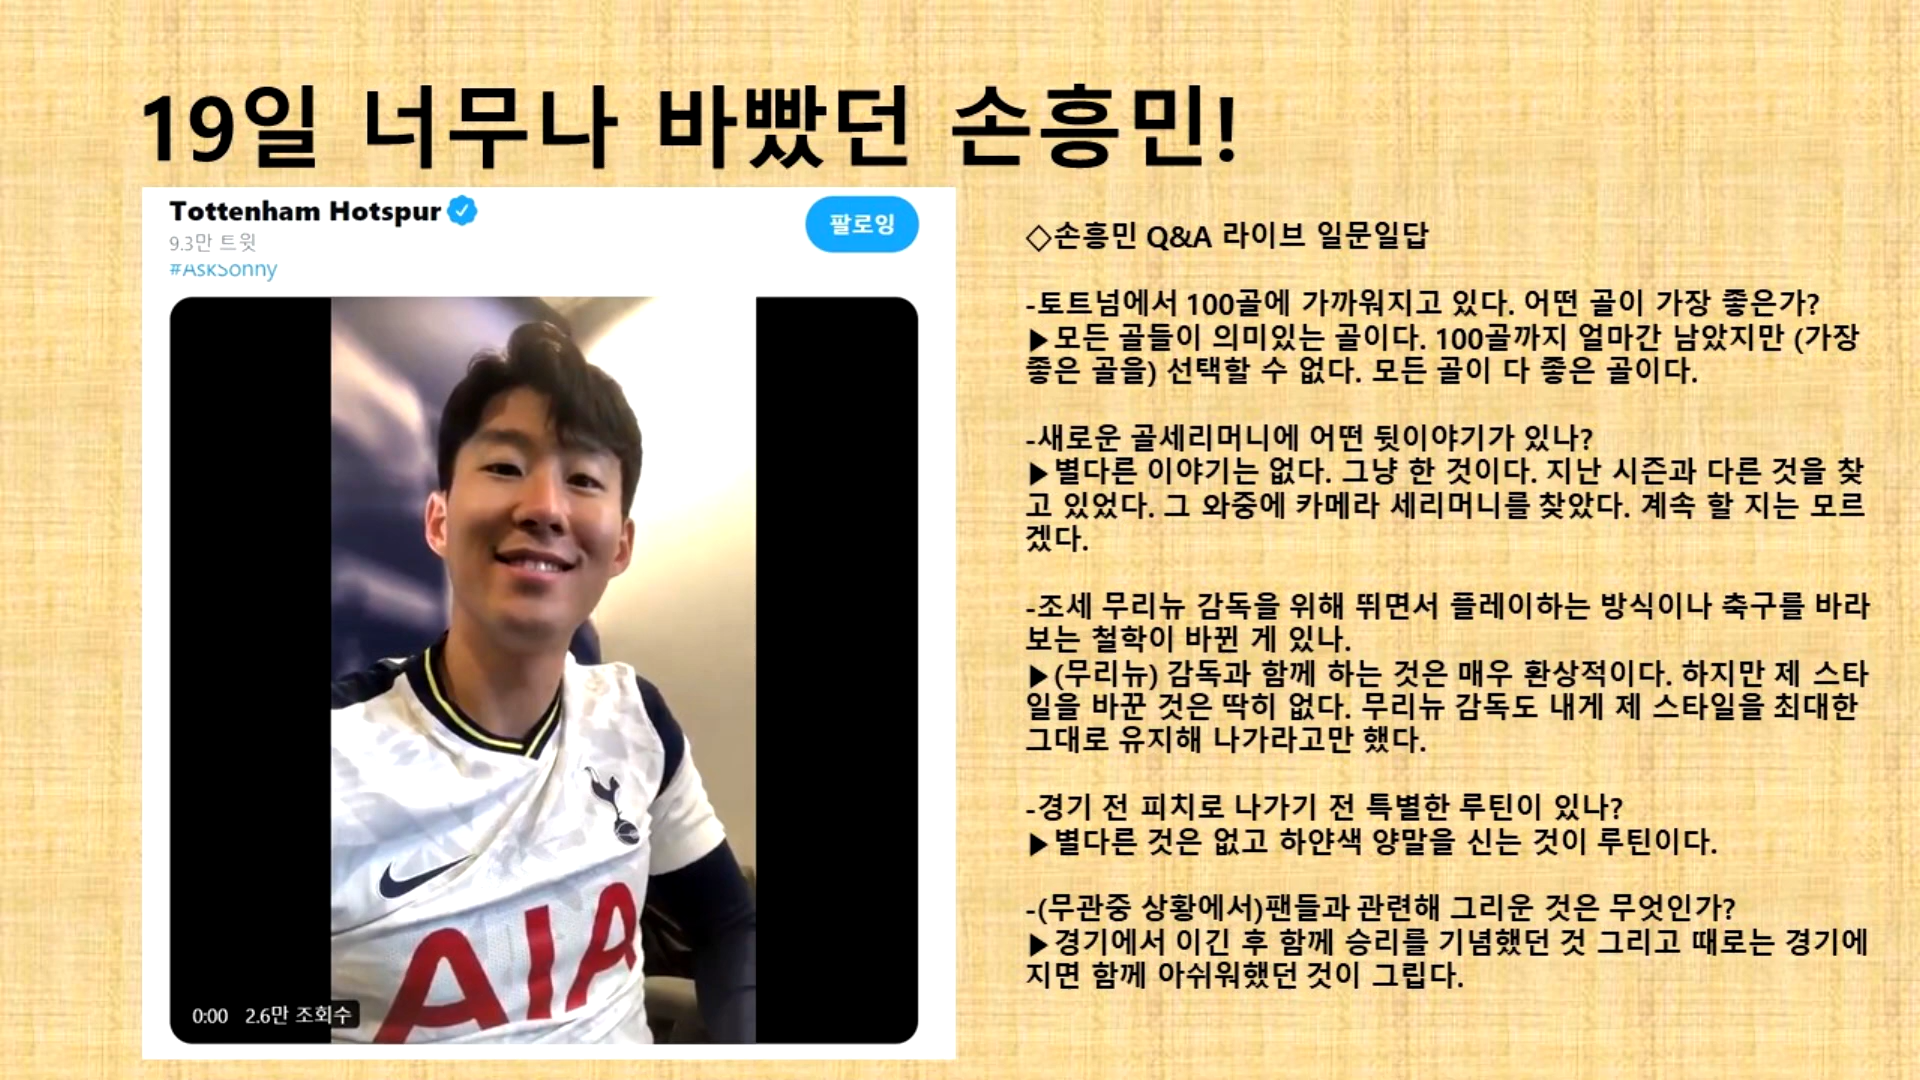 19일 너무나 바빴던 손흥민!
Tottenham Hotspur
팔로잉
9.3만 트윗
#AskSonny
AIA
0:00 2.6만 조회수
◇손흥민 Q&A 라이브 일문일답
-토트넘에서 100골에 가까워지고 있다. 어떤 골이 가장 좋은가?
▶모든 골들이 의미있는 골이다. 100골까지 얼마간 남았지만 (가장
좋은 골을) 선택할 수 없다. 모든 골이 다 좋은 골이다.
-새로운 골세리머니에 어떤 뒷이야기가 있나?
▶별다른 이야기는 없다. 그냥 한 것이다. 지난 시즌과 다른 것을 찾
고 있었다. 그 와중에 카메라 세리머니를 찾았다. 계속 할 지는 모르
겠다.
-조세 무리뉴 감독을 위해 뛰면서 플레이하는 방식이나 축구를 바라
보는 철학이 바뀐 게 있나.
▶(무리뉴) 감독과 함께 하는 것은 매우 환상적이다. 하지만 제 스타
일을 바꾼 것은 딱히 없다. 무리뉴 감독도 내게 제 스타일을 최대한
그대로 유지해 나가라고만 했다.
-경기 전 피치로 나가기 전 특별한 루틴이 있나?
▶별다른 것은 없고 하얀색 양말을 신는 것이 루틴이다.
-(무관중 상황에서)팬들과 관련해 그리운 것은 무엇인가?
▶경기에서 이긴 후 함께 승리를 기념했던 것 그리고 때로는 경기에
지면 함께 아쉬워했던 것이 그립다.